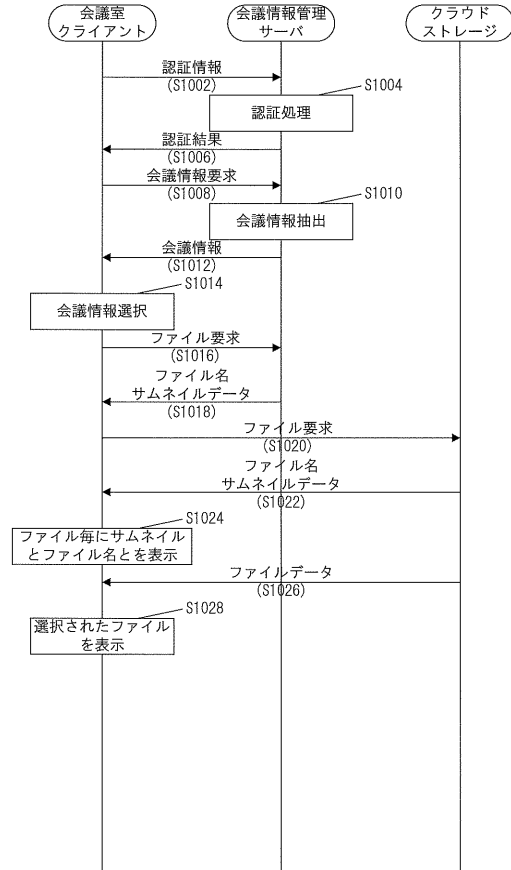 会議室
クライアント
会議情報管理
サーバ
クラウド
ストレージ
認証情報
(S1002)
S1004
認証処理
認証結果
(S1006)
会議情報要求
(S1008)
S1010
会議情報抽出
会議情報
(S1012)
S1014
会議情報選択
ファイル要求
(S1016)
ファイル名
サムネイルデータ
(S1018)
ファイル要求
(S1020)
ファイル名
サムネイルデータ
(S1022)
S1024
ファイル毎にサムネイル
とファイル名とを表示
ファイルデータ
(S1026)
S1028
選択されたファイル
を表示